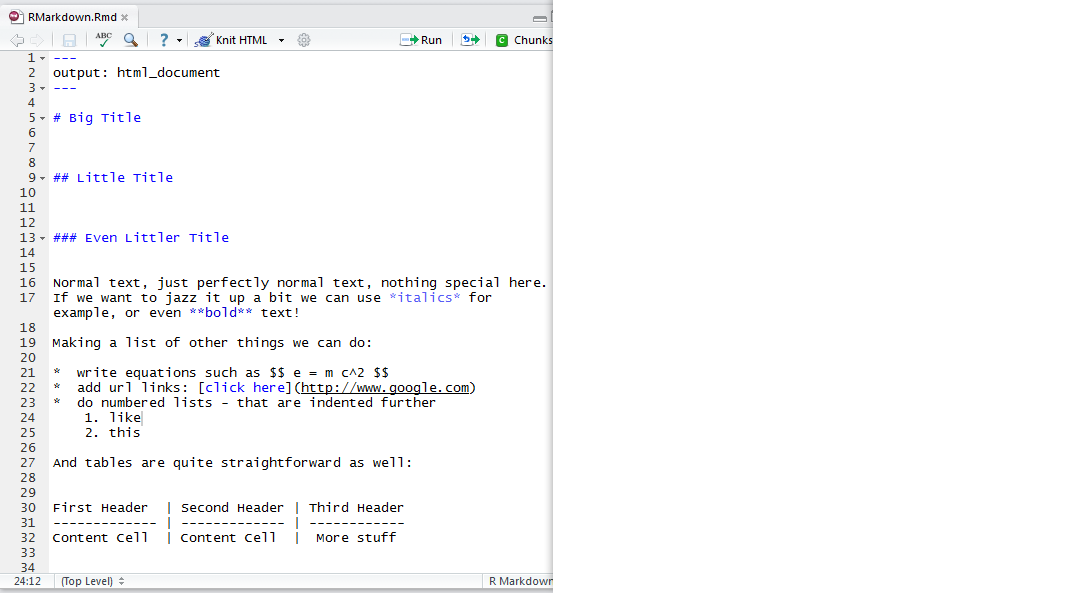 RMarkdown.Rmd
ABC ? Knit HTML Run C Chunks
1 ---
2 output: html_document
3 ---
4
5 # Big Title
6
7
8
9 ## Little Title
10
11
12
13 ### Even Littler Title
14
15
16 Normal text, just perfectly normal text, nothing special here.
17 If we want to jazz it up a bit we can use *italics* for
example, or even **bold** text!
18
19 Making a list of other things we can do:
20
21 * write equations such as $$ e = m c^2 $$
22 * add url links: [click here](http://www.google.com)
23 * do numbered lists - that are indented further
24 1. like
25 2. this
26
27 And tables are quite straightforward as well:
28
29
30 First Header | Second Header | Third Header
31 ------------- | ------------- | ------------
32 Content Cell | Content Cell | More stuff
33
34
24:12 (Top Level) R Markdown